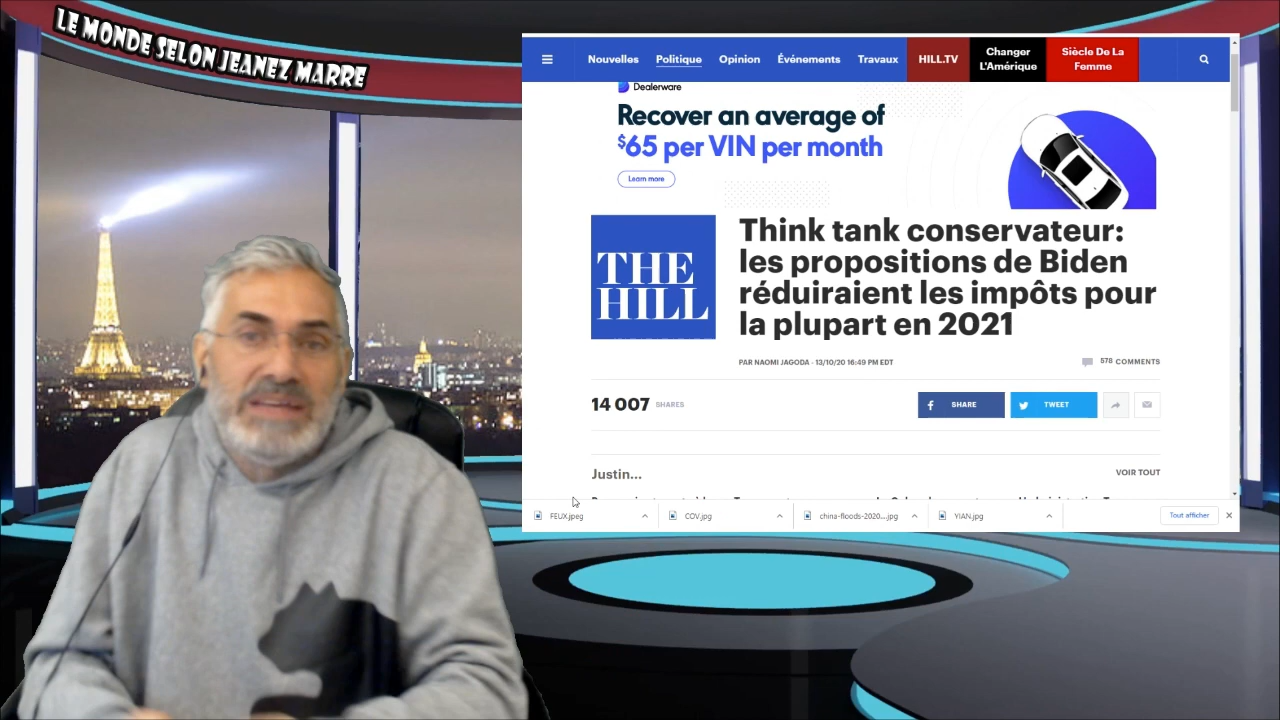 LE MONDE SELON JEANEZ MARRE
Nouvelles Politique Opinion Événements Travaux HILL.TV Changer L'Amérique Siècle De La Femme
Dealerware
Recover an average of
$65 per VIN per month
Learn more
THE
HILL
Think tank conservateur:
les propositions de Biden
réduiraient les impôts pour
la plupart en 2021
PAR NAOMI JAGODA - 13/10/20 16:49 PM EDT
578 COMMENTS
14 007 SHARES
SHARE
TWEET
Justin...
VOIR TOUT
FEUX.jpeg
COV.jpg
china-floods-2020....jpg
YIAN.jpg
Tout afficher